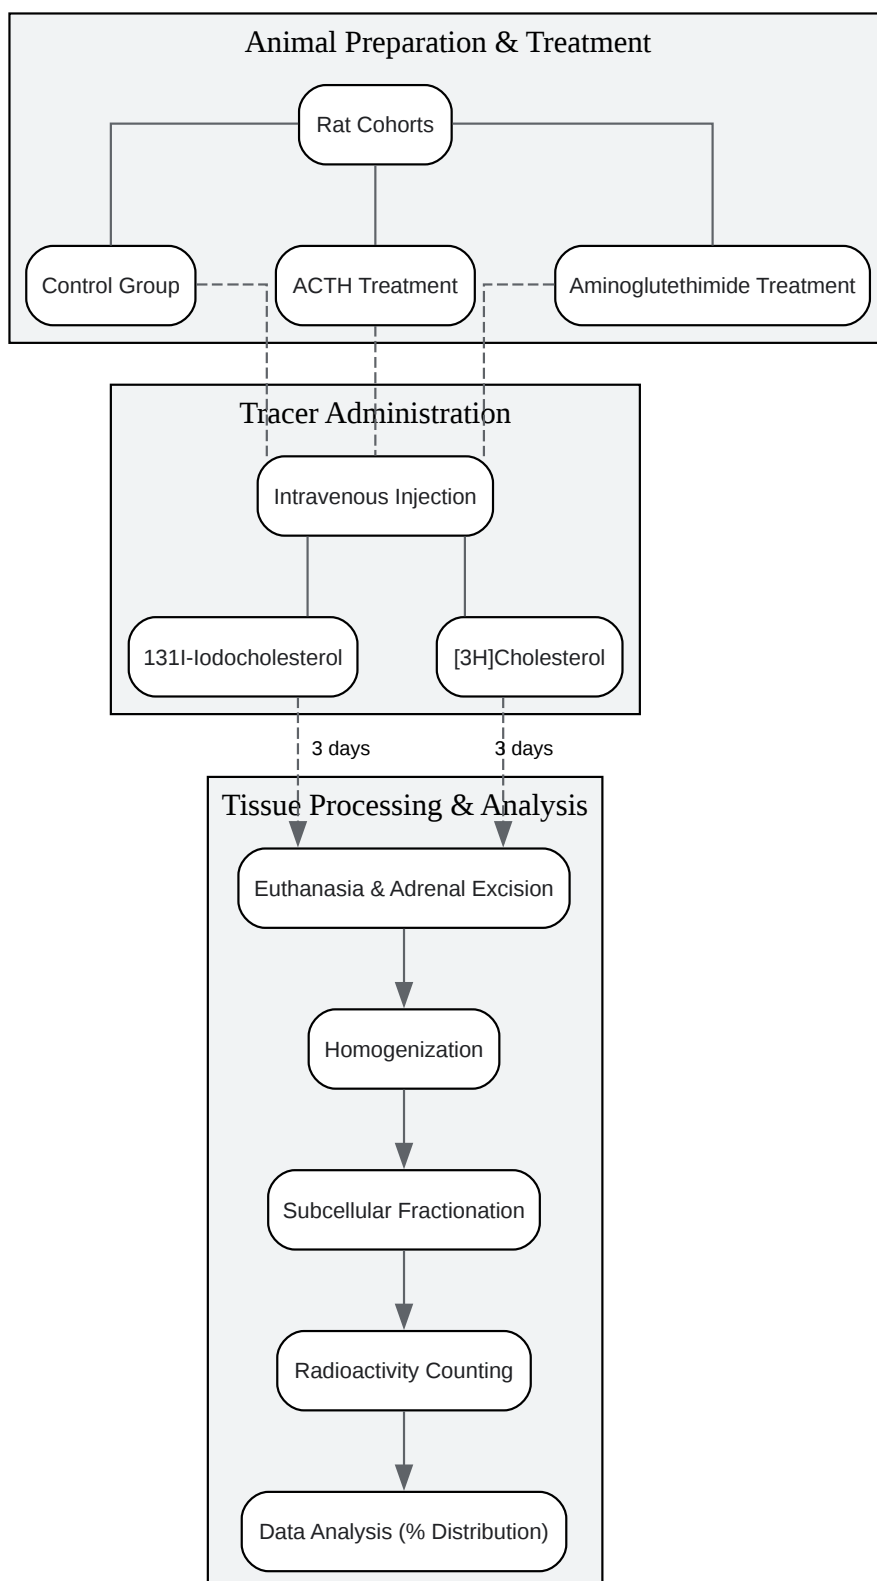 Animal Preparation & Treatment
Rat Cohorts
Control Group
ACTH Treatment
Aminoglutethimide Treatment
Tracer Administration
Intravenous Injection
131I-Iodocholesterol
[3H]Cholesterol
3 days
3 days
Tissue Processing & Analysis
Euthanasia & Adrenal Excision
Homogenization
Subcellular Fractionation
Radioactivity Counting
Data Analysis (% Distribution)